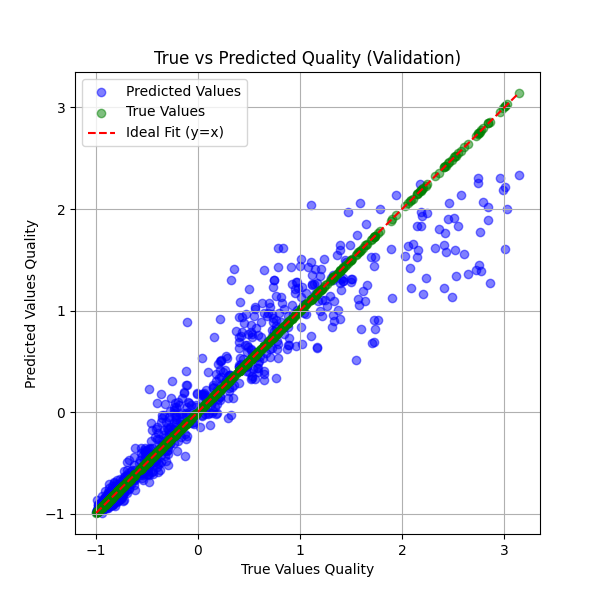 True vs Predicted Quality (Validation)
Predicted Values
True Values
Ideal Fit (y=x)
3
2
1
0
−1
−1 0 1 2 3
Predicted Values Quality
True Values Quality